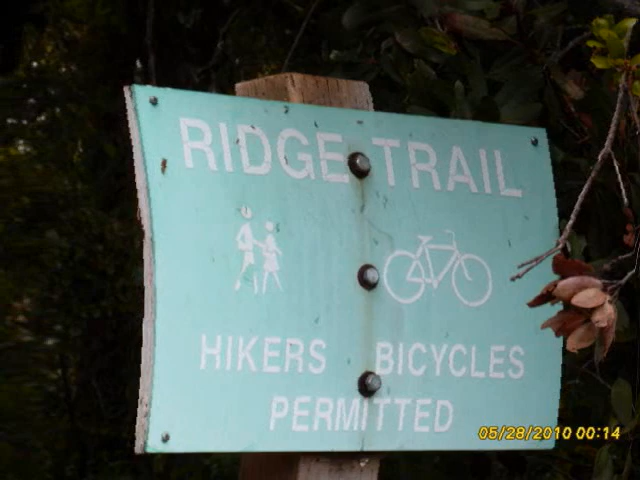 RIDGE TRAIL
HIKERS BICYCLES
PERMITTED
05/28/2010 00:14